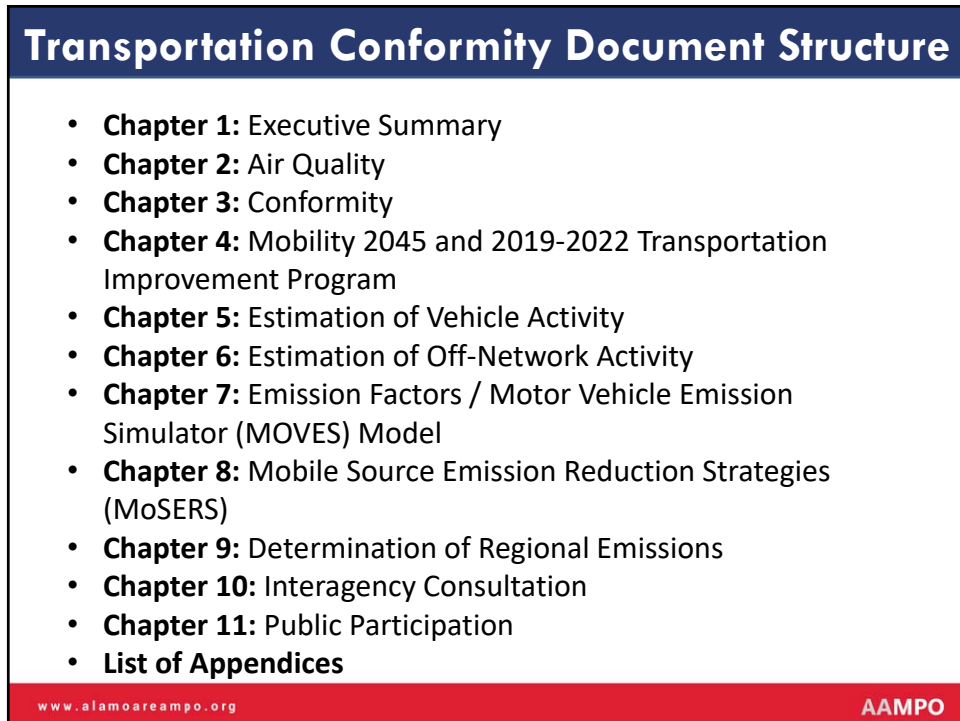 Transportation Conformity Document Structure
• Chapter 1: Executive Summary
• Chapter 2: Air Quality
• Chapter 3: Conformity
• Chapter 4: Mobility 2045 and 2019-2022 Transportation
Improvement Program
• Chapter 5: Estimation of Vehicle Activity
• Chapter 6: Estimation of Off-Network Activity
• Chapter 7: Emission Factors / Motor Vehicle Emission
Simulator (MOVES) Model
• Chapter 8: Mobile Source Emission Reduction Strategies
(MoSERS)
• Chapter 9: Determination of Regional Emissions
• Chapter 10: Interagency Consultation
• Chapter 11: Public Participation
• List of Appendices
www.alamoareampo.org
AAMPO